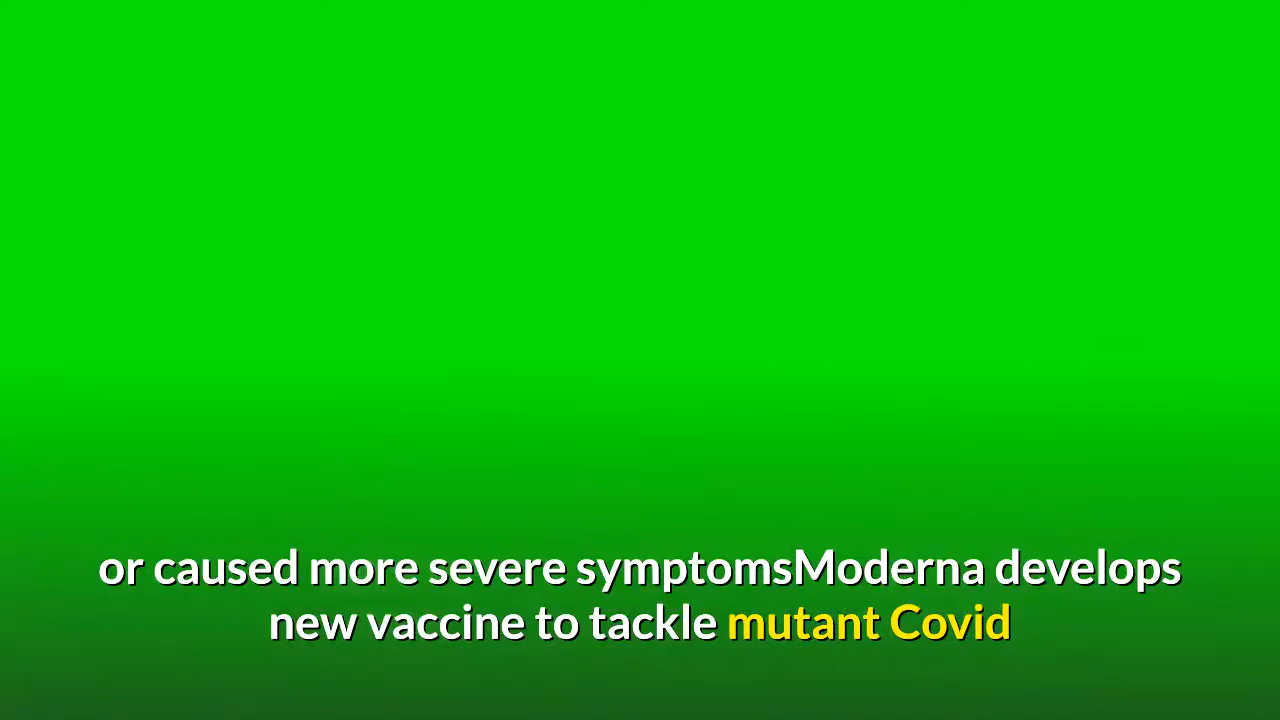 or caused more severe symptomsModerna develops
new vaccine to tackle mutant Covid